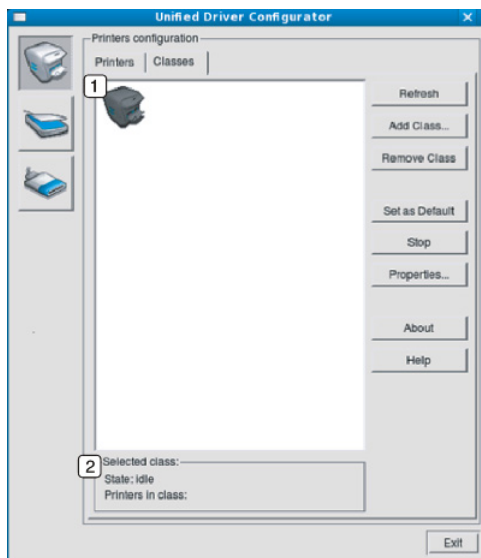 Unified Driver Configurator
Printers configuration
Printers
Classes
1
Refresh
Add Class...
Remove Class
Set as Default
Stop
Properties...
About
Help
2
Selected class:
State: idle
Printers in class:
Exit